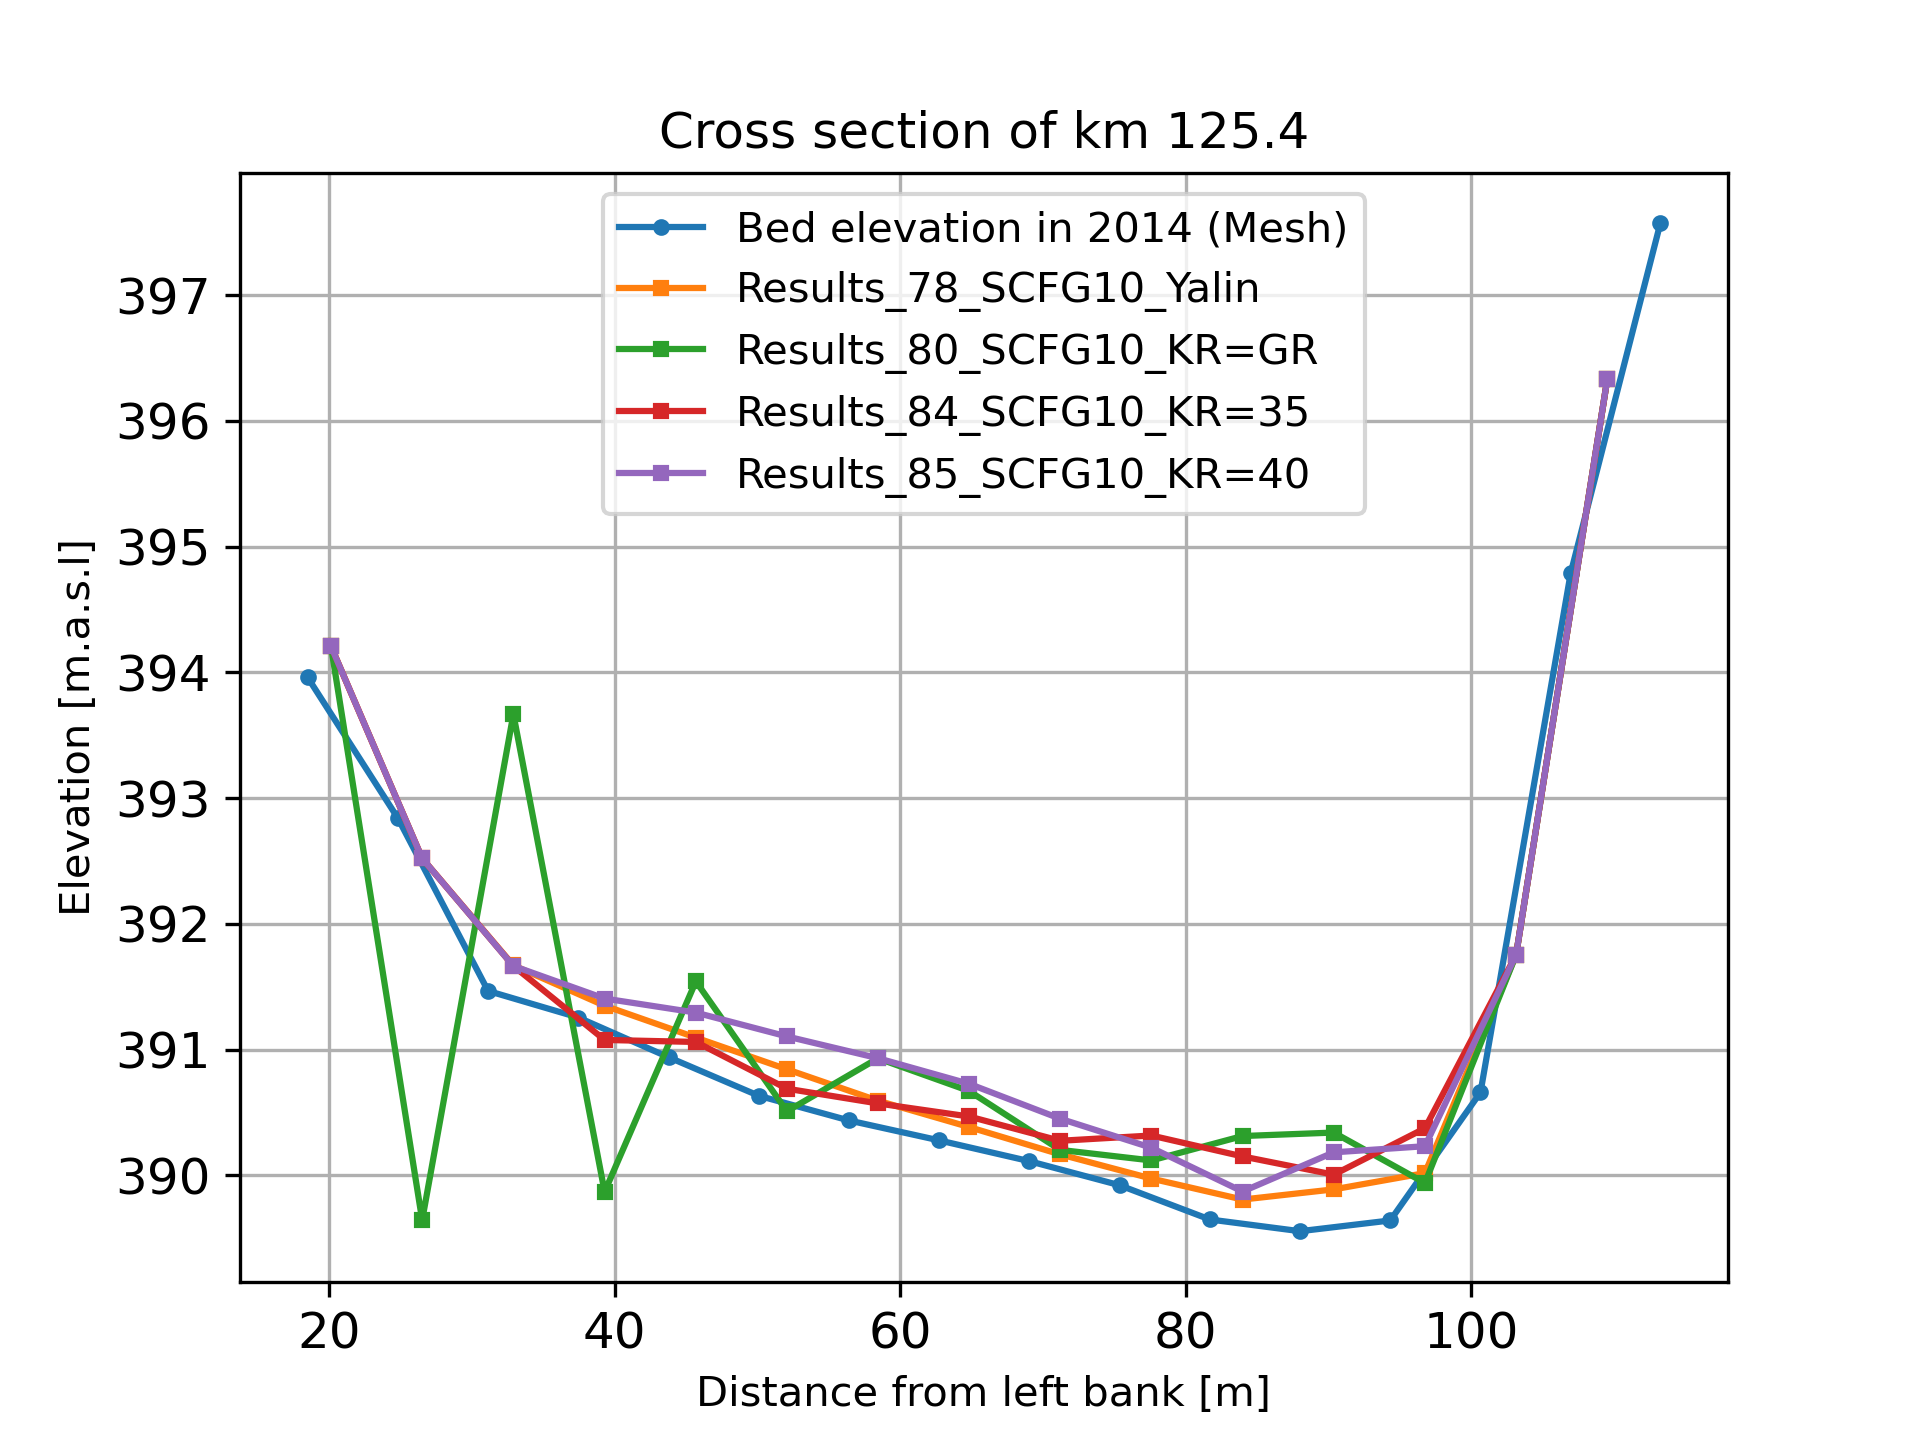 Cross section of km 125.4
Bed elevation in 2014 (Mesh)
Results_78_SCFG10_Yalin
Results_80_SCFG10_KR=GR
Results_84_SCFG10_KR=35
Results_85_SCFG10_KR=40
397
396
395
394
393
392
391
390
Elevation [m.a.s.l]
20 40 60 80 100
Distance from left bank [m]